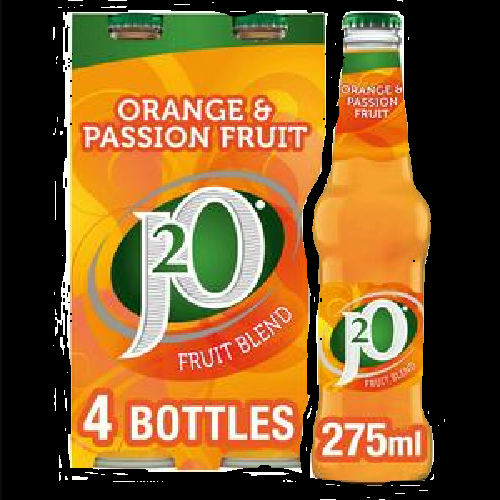 ORANGE &
PASSION FRUIT
J2O
FRUIT BLEND
4 BOTTLES
ORANGE &
PASSION
FRUIT
J2O
FRUIT BLEND
275ml